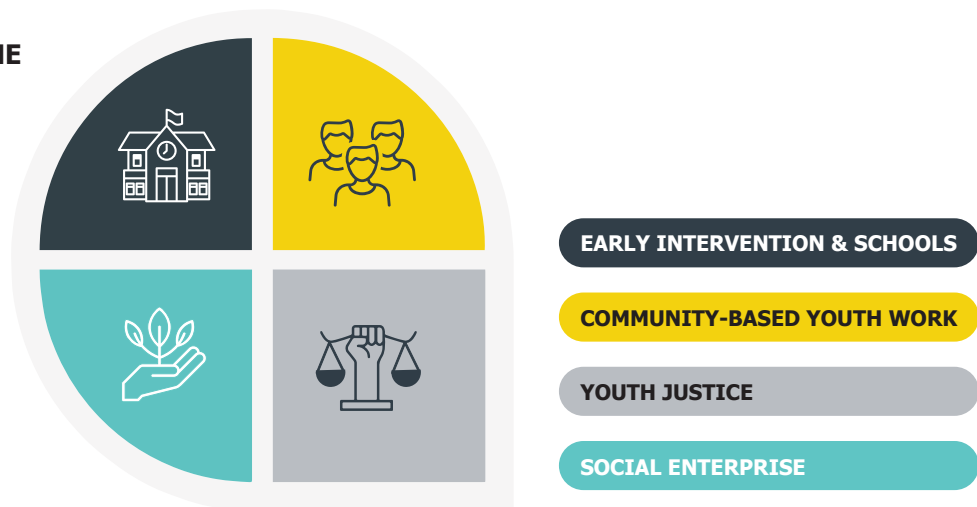 EARLY INTERVENTION & SCHOOLS
COMMUNITY-BASED YOUTH WORK
YOUTH JUSTICE
SOCIAL ENTERPRISE